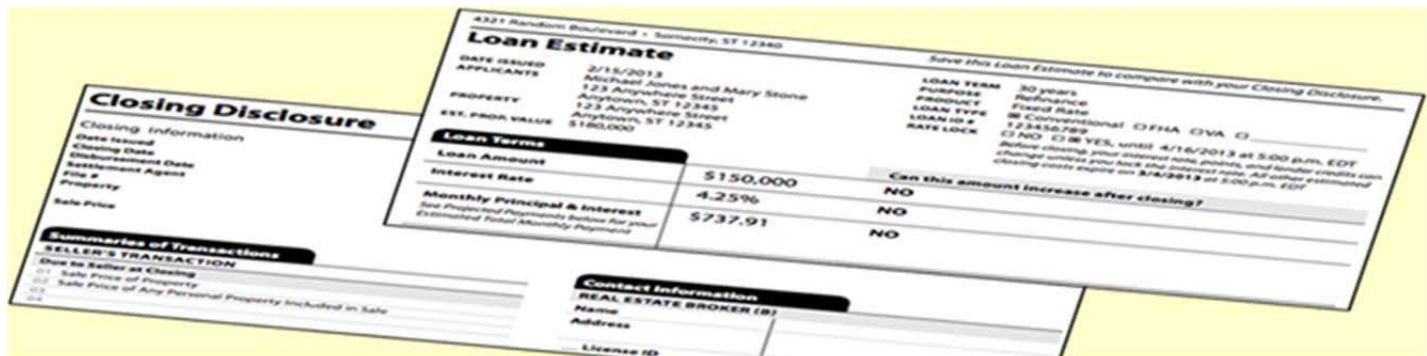 4321 Random Boulevard • Somecity, ST 12340
Save this Loan Estimate to compare with your Closing Disclosure.
Loan Estimate
DATE ISSUED 2/15/2013
APPLICANTS Michael Jones and Mary Stone
123 Anywhere Street
Anytown, ST 12345
PROPERTY 123 Anywhere Street
Anytown, ST 12345
EST. PROP. VALUE $180,000
LOAN TERM 30 years
PURPOSE Refinance
PRODUCT Fixed Rate
LOAN TYPE ☒ Conventional ☐ FHA ☐ VA ☐
LOAN ID # 123456789
RATE LOCK ☐ NO ☐ ☒ YES, until 4/16/2013 at 5:00 p.m. EDT
Before closing, your interest rate, points, and lender credits can
change unless you lock the interest rate. All other estimated
closing costs expire on 3/4/2013 at 5:00 p.m. EDT
Loan Terms
Can this amount increase after closing?
Loan Amount $150,000 NO
Interest Rate 4.25% NO
Monthly Principal & Interest $737.91 NO
See Projected Payments below for your
Estimated Total Monthly Payment
Closing Disclosure
Closing Information
Date Issued
Closing Date
Disbursement Date
Settlement Agent
File #
Property
Sale Price
Summaries of Transactions
SELLER'S TRANSACTION
Due to Seller at Closing
01 Sale Price of Property
02 Sale Price of Any Personal Property Included in Sale
03
04
Contact Information
REAL ESTATE BROKER (B)
Name
Address
License ID